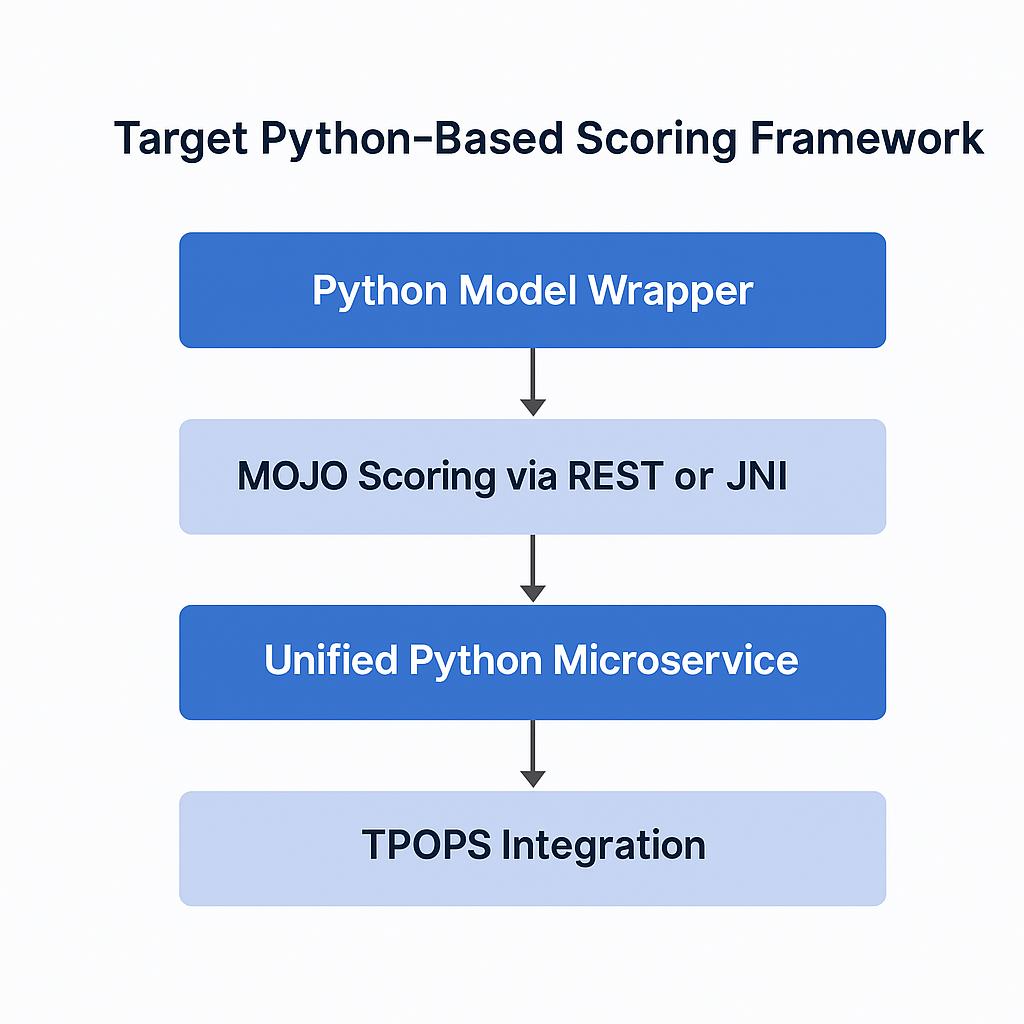 Target Python-Based Scoring Framework
Python Model Wrapper
MOJO Scoring via REST or JNI
Unified Python Microservice
TPOPS Integration